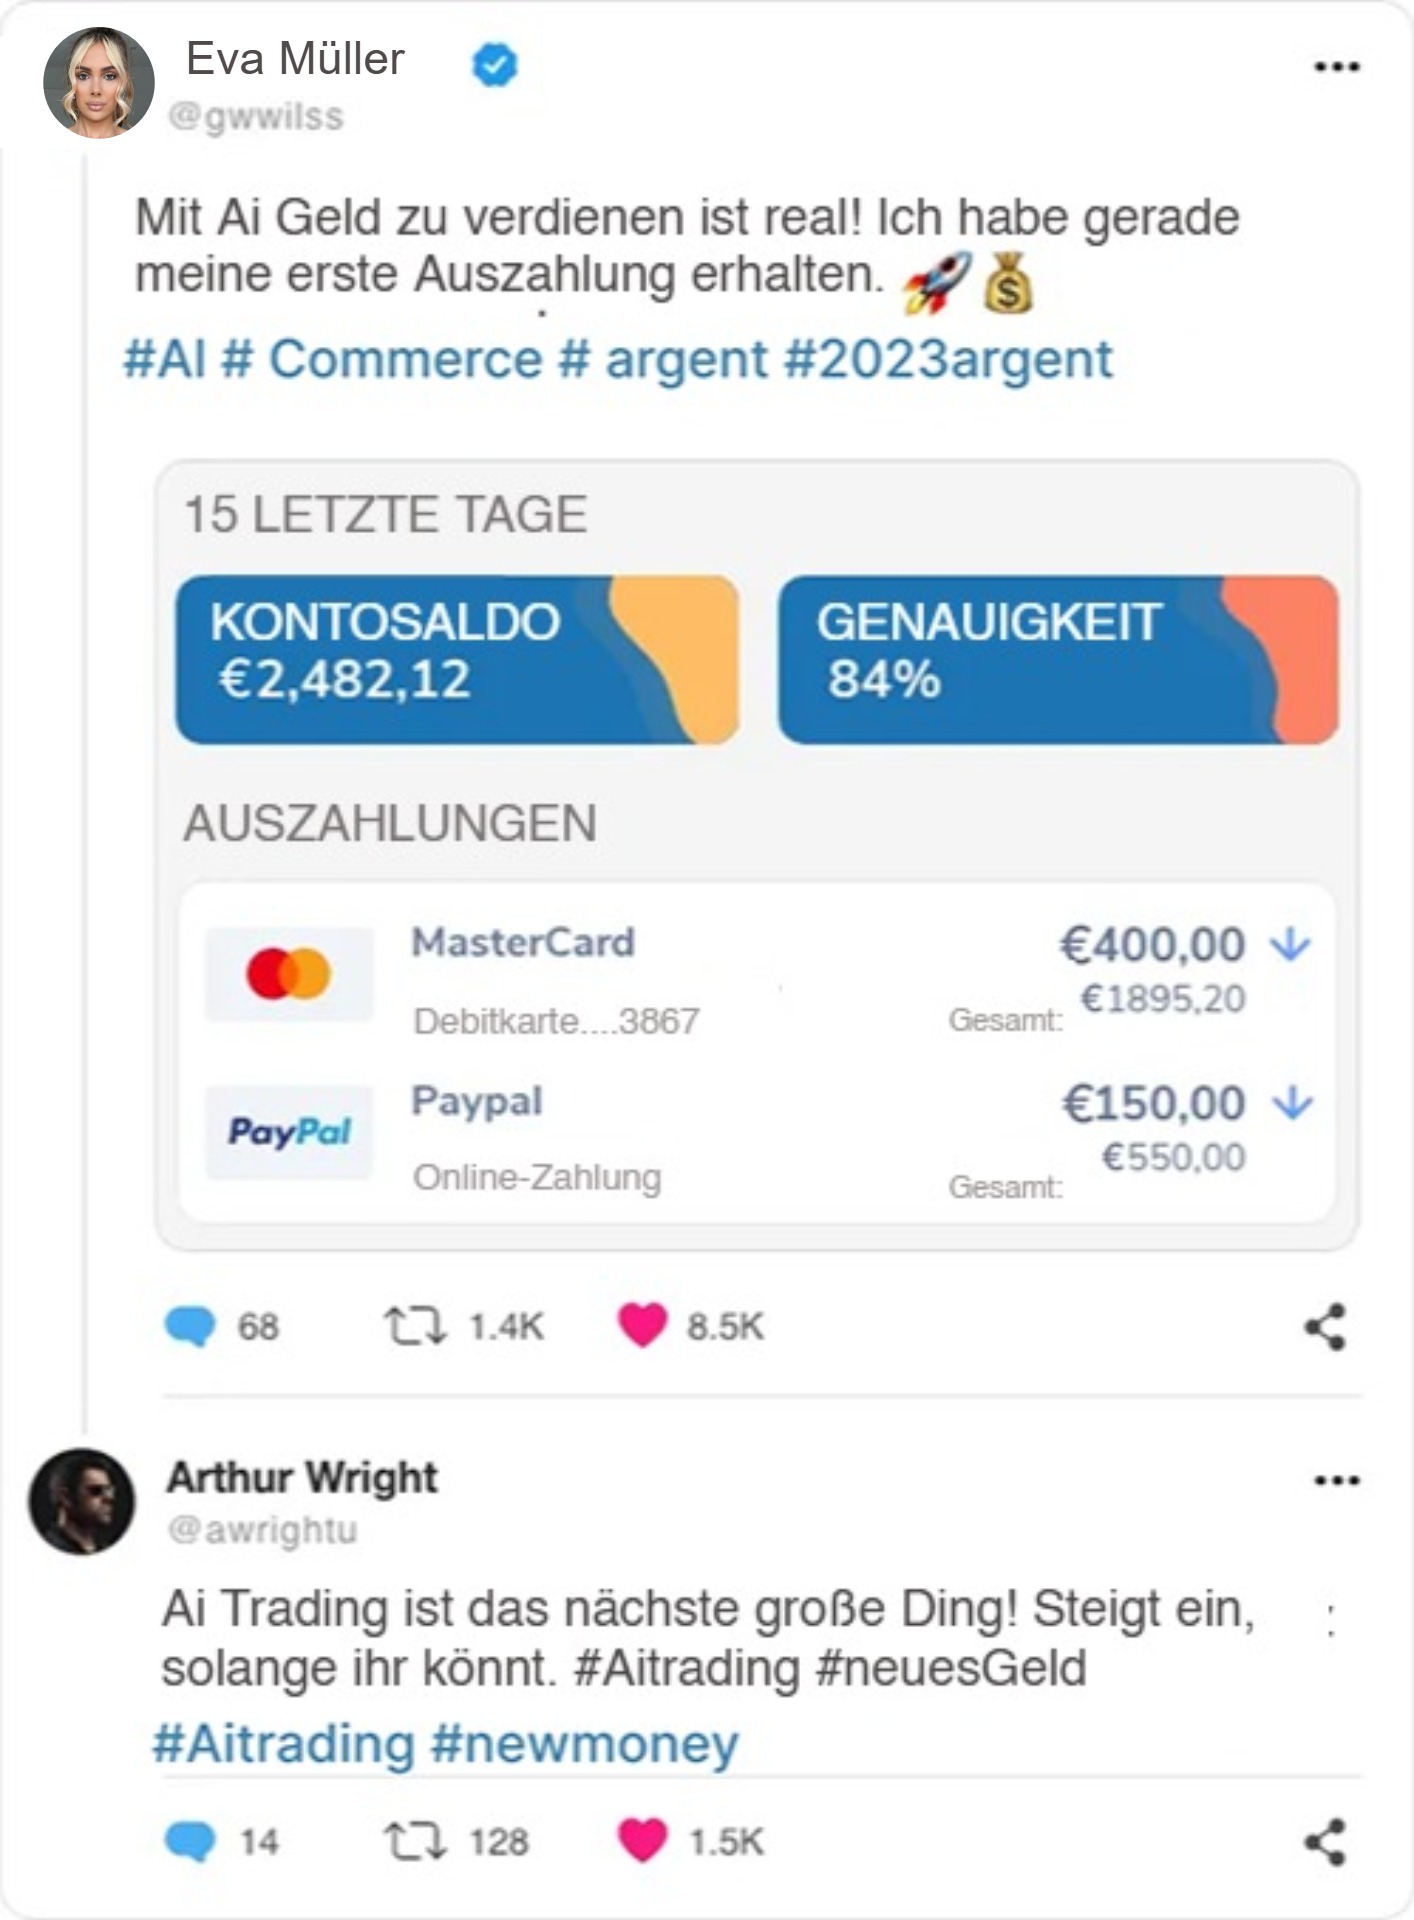 Eva Müller
@gwwilss
Mit Ai Geld zu verdienen ist real! Ich habe gerade
meine erste Auszahlung erhalten. 🚀💰
#AI # Commerce # argent #2023argent
15 LETZTE TAGE
KONTOSALDO
€2,482,12
GENAUIGKEIT
84%
AUSZAHLUNGEN
MasterCard
€400,00
Debitkarte....3867
Gesamt: €1895,20
PayPal
Paypal
€150,00
Online-Zahlung
Gesamt: €550,00
68 1.4K 8.5K
Arthur Wright
@awrightu
Ai Trading ist das nächste große Ding! Steigt ein,
solange ihr könnt. #Aitrading #neuesGeld
#Aitrading #newmoney
14 128 1.5K